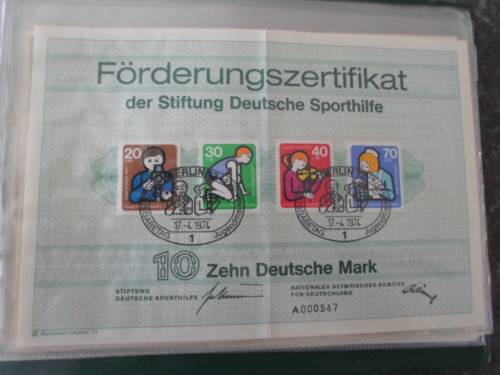 Förderungszertifikat
der Stiftung Deutsche Sporthilfe
20
30
40
70
BERLIN
17.-4.1974
1
BERLIN
17.-4.1974
1
10 Zehn Deutsche Mark
STIFTUNG
DEUTSCHE SPORTHILFE
NATIONALES OLYMPISCHES KOMITEE
FÜR DEUTSCHLAND
A000547